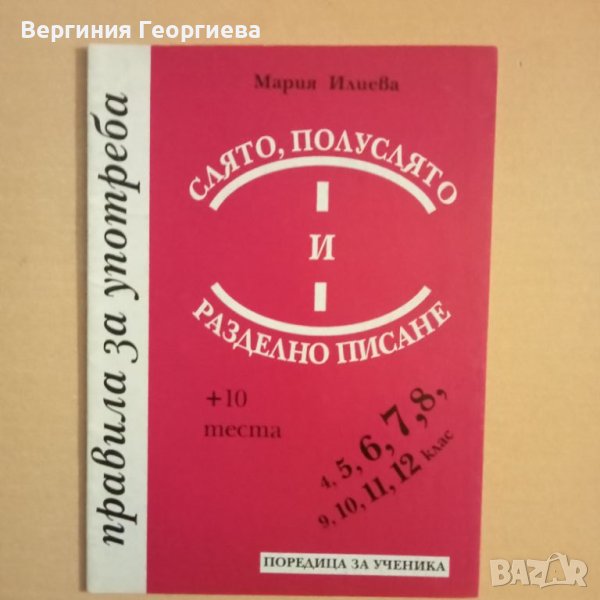 Вергиния Георгиева
правила за употреба
Мария Илиева
СЛЯТО, ПОЛУСЛЯТО
И
РАЗДЕЛНО ПИСАНЕ
+10
теста
4, 5, 6, 7, 8,
9, 10, 11, 12 клас
ПОРЕДИЦА ЗА УЧЕНИКА
BAZAR